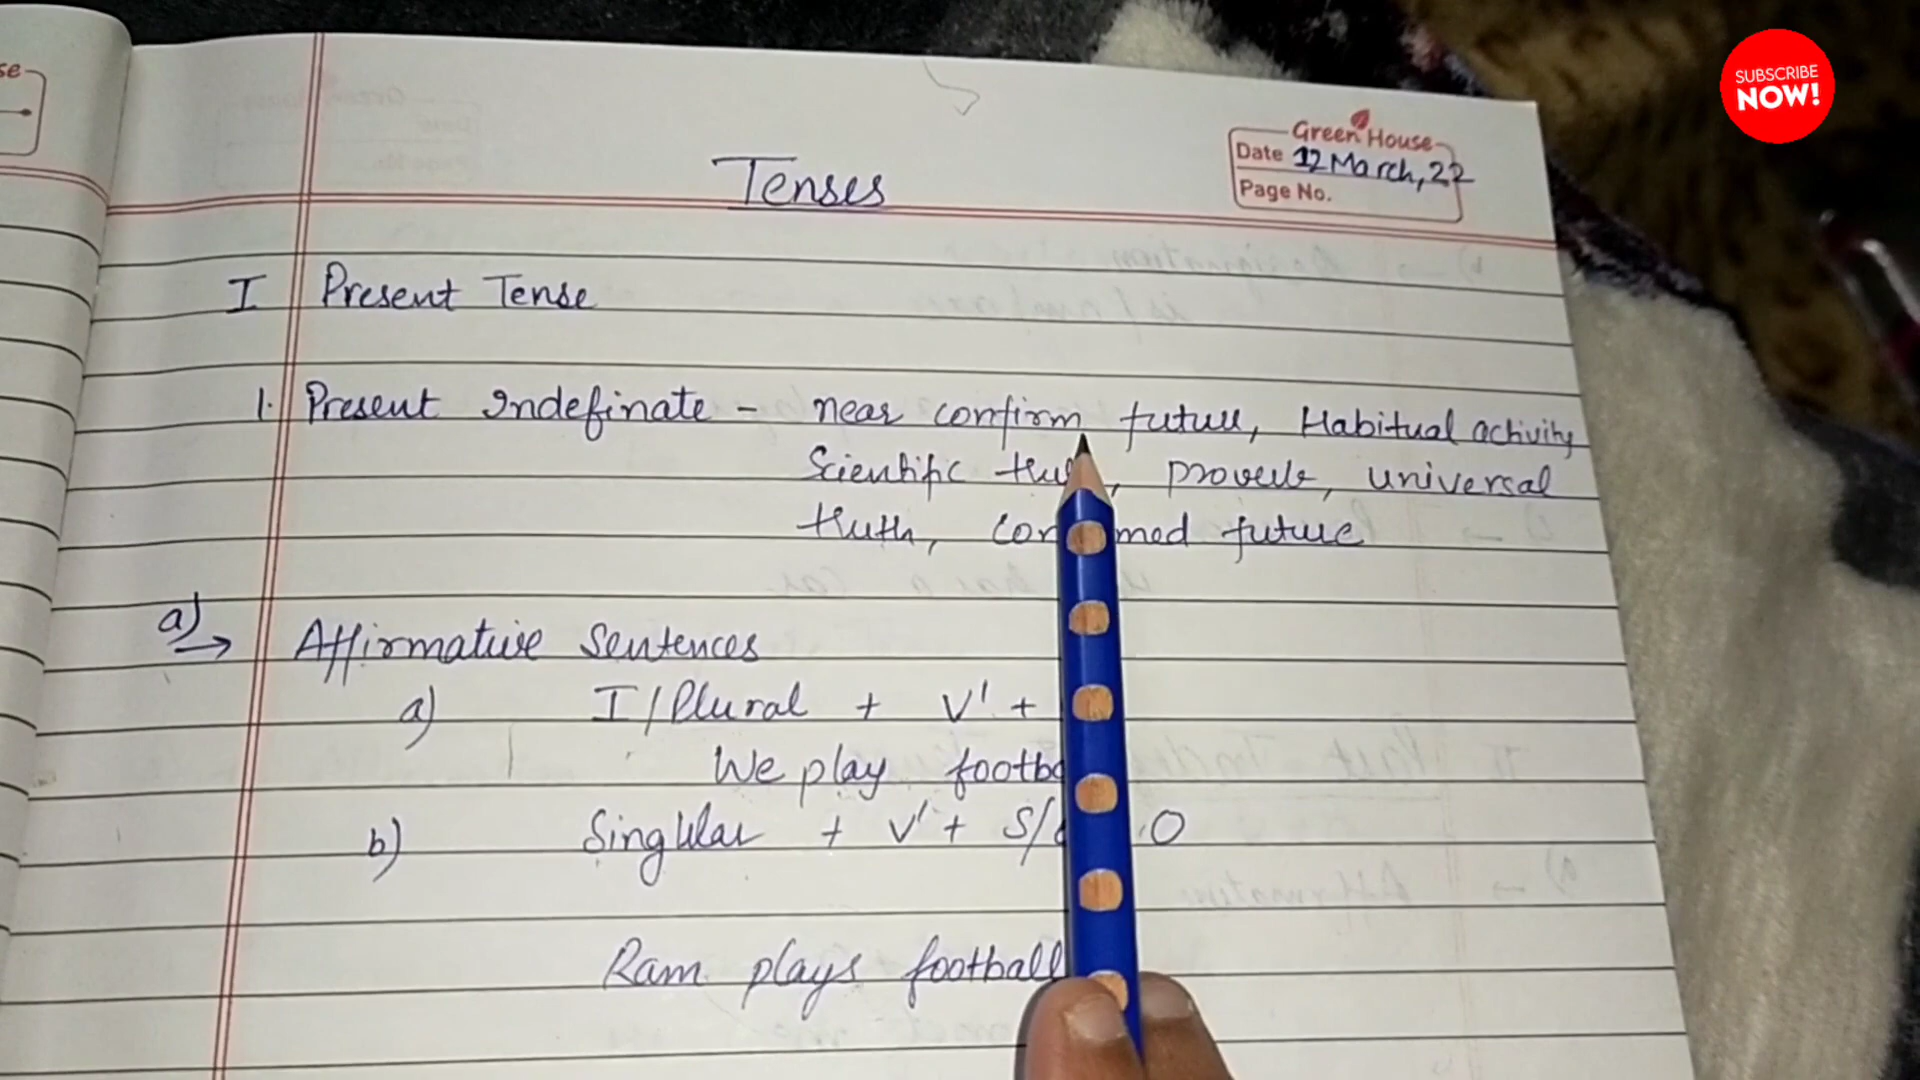 se
SUBSCRIBE
NOW!
Green House
Date 12 March, 22
Page No.
Tenses
I Present Tense
1. Present Indefinate - near confirm future, Habitual activity
Scientific , proverb, universal
truth, future
a) → Affirmative Sentences
a) I/Plural + V' +
We play
b) Singular + V' + S/ O
Ram plays football